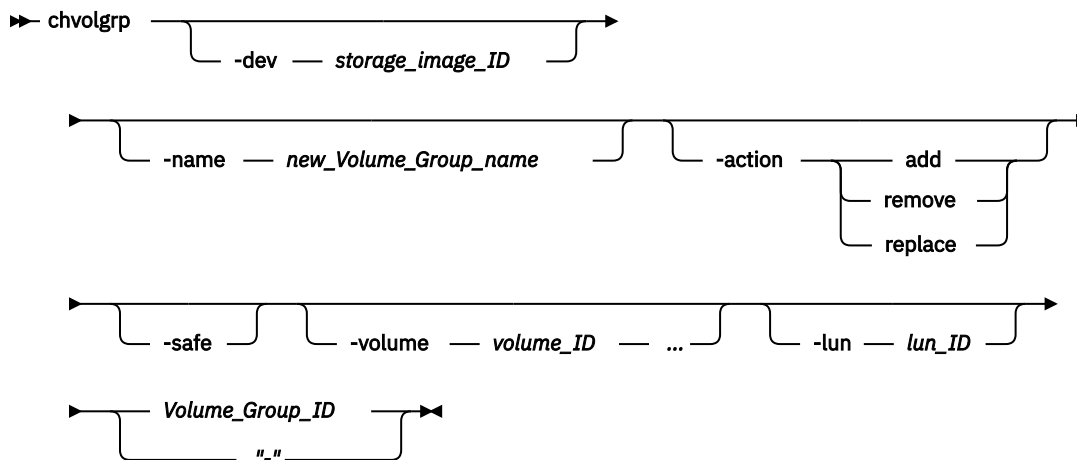 chvolgrp
-dev storage_image_ID
-name new_Volume_Group_name -action add
remove
replace
-safe -volume volume_ID ... -lun lun_ID
Volume_Group_ID
"-"